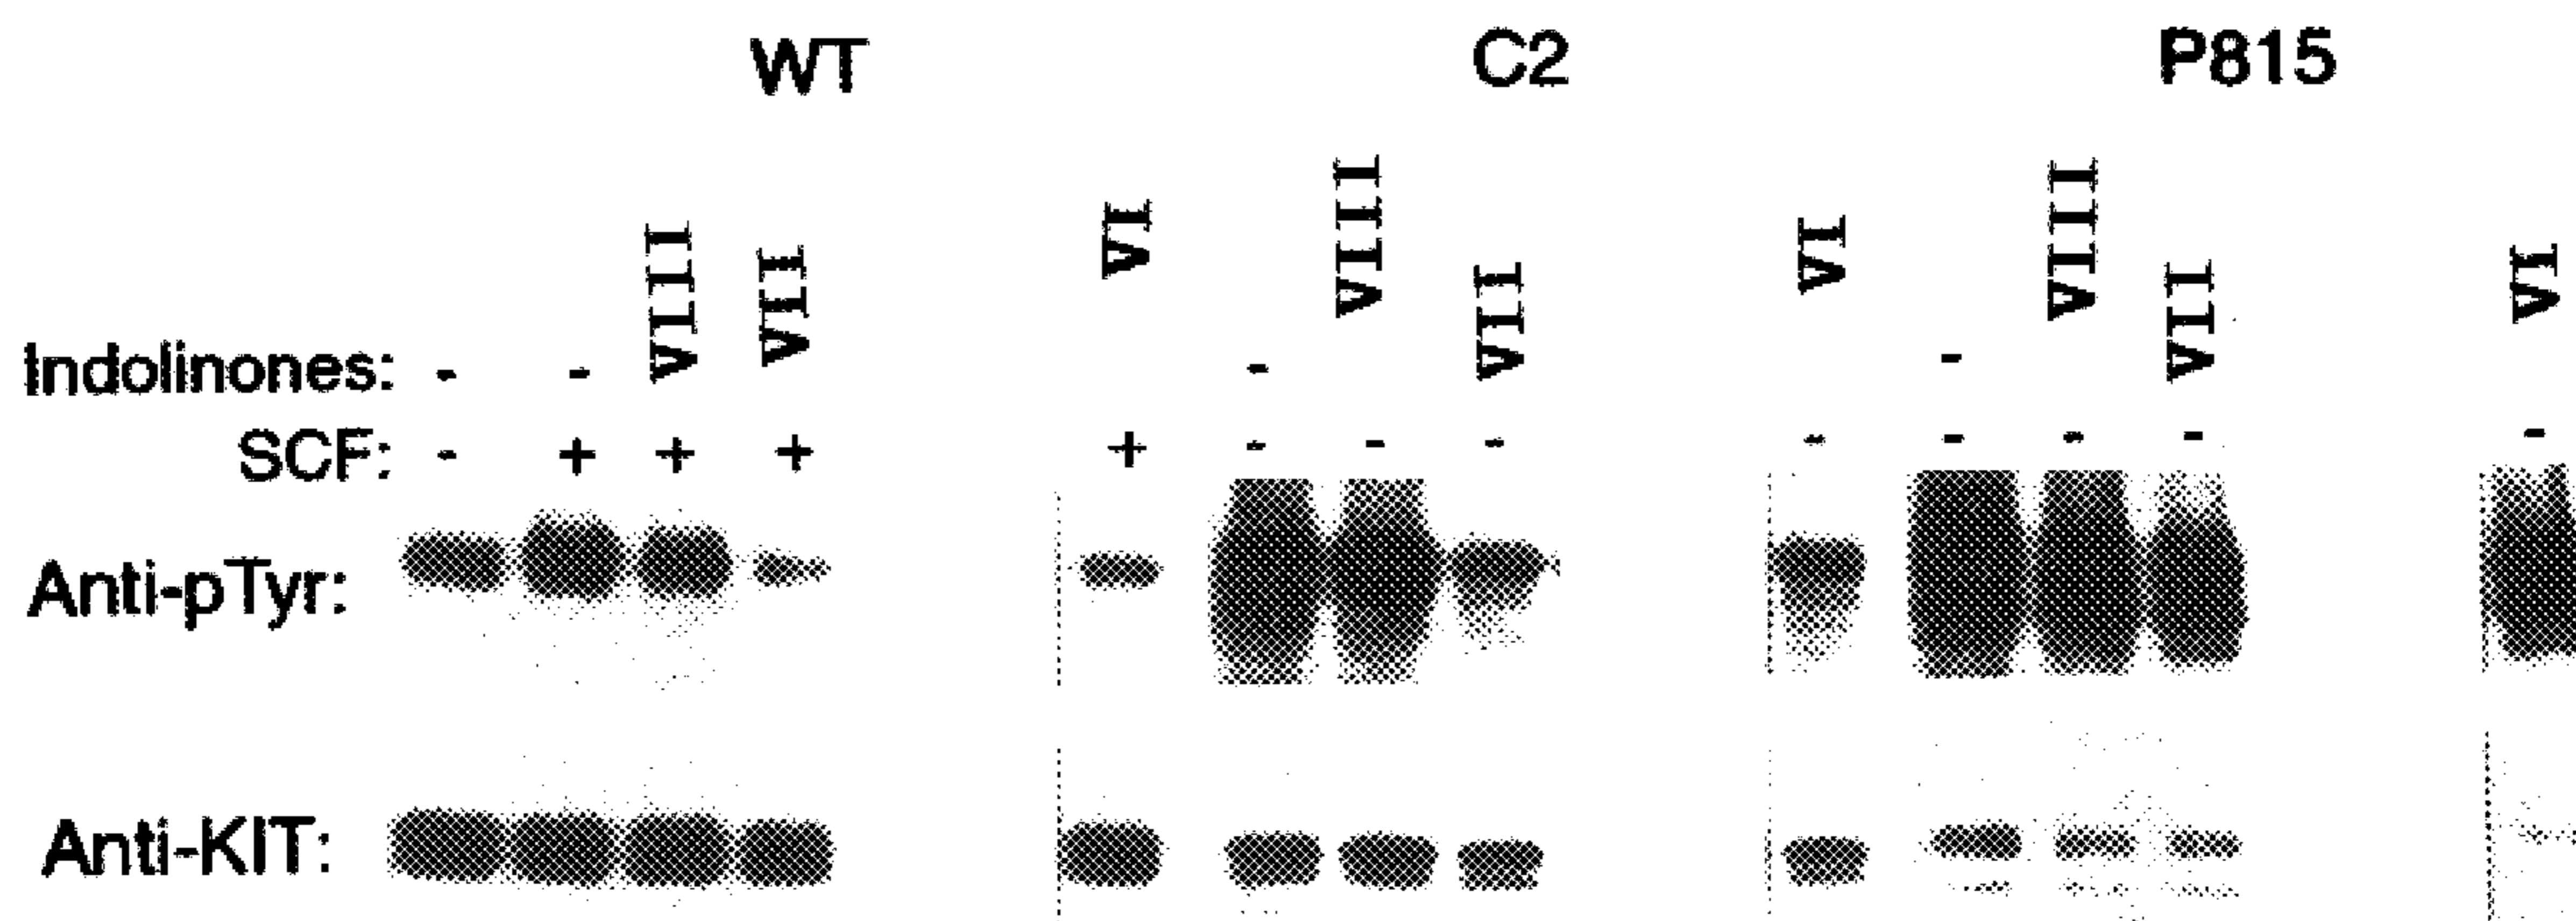 WT C2 P815
Indolinones: - - VIII VII VI - VIII VII VI - VIII VII VI
SCF: - + + + + - - - - - - - -
Anti-pTyr:
Anti-KIT: